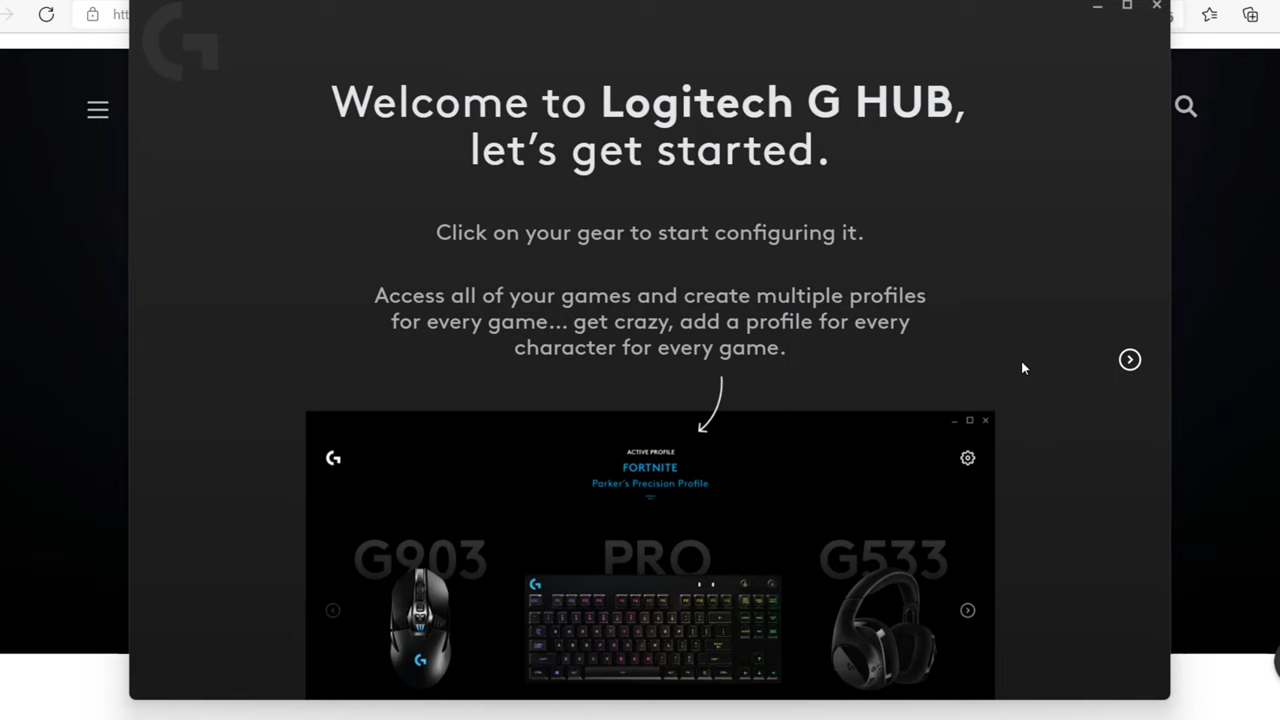 htt
Welcome to Logitech G HUB,
let's get started.
Click on your gear to start configuring it.
Access all of your games and create multiple profiles
for every game... get crazy, add a profile for every
character for every game.
ACTIVE PROFILE
FORTNITE
Parker's Precision Profile
G903 PRO G533